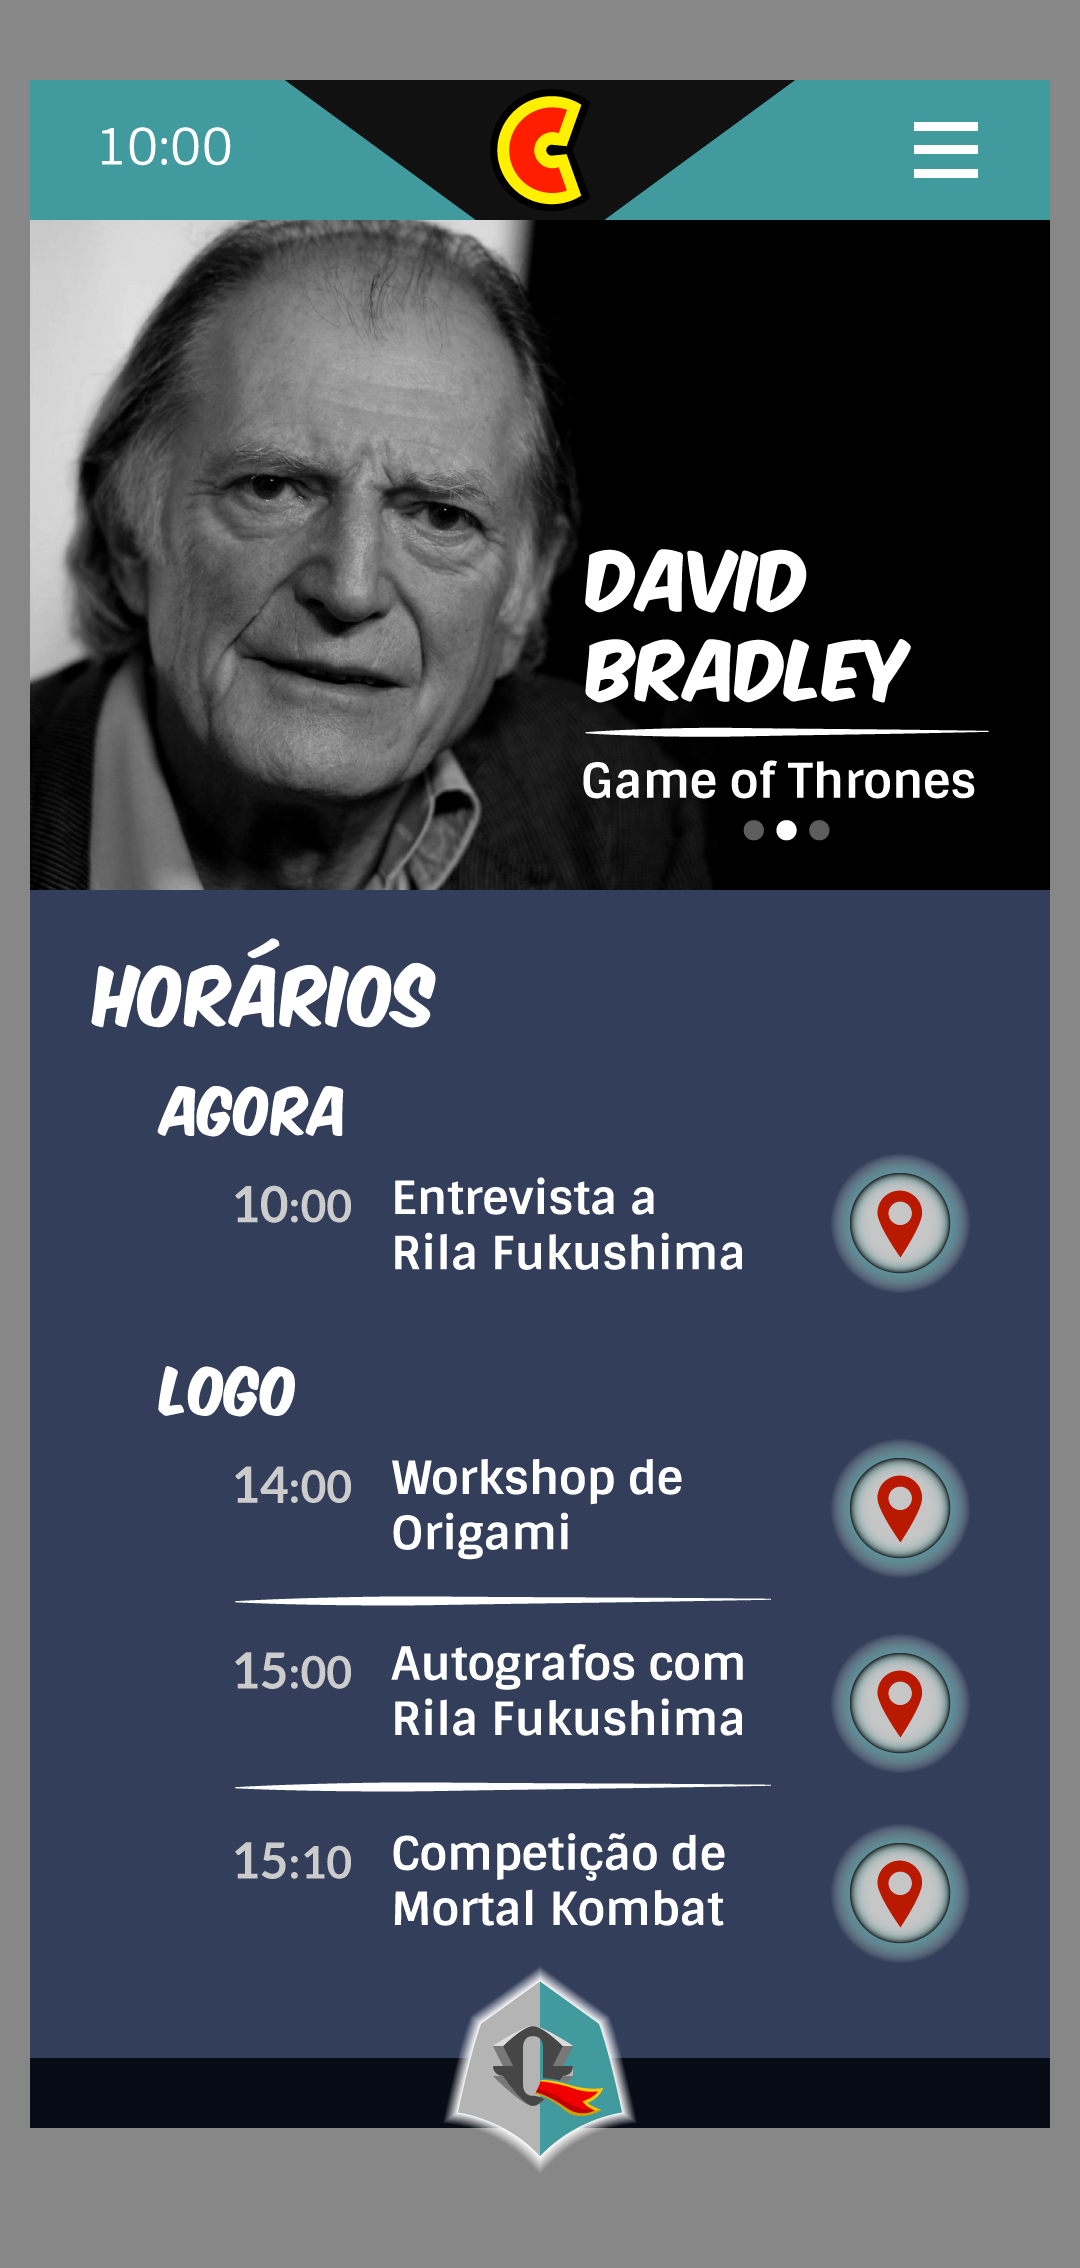 10:00
DAVID
BRADLEY
Game of Thrones
HORÁRIOS
AGORA
10:00 Entrevista a
Rila Fukushima
LOGO
14:00 Workshop de
Origami
15:00 Autografos com
Rila Fukushima
15:10 Competição de
Mortal Kombat